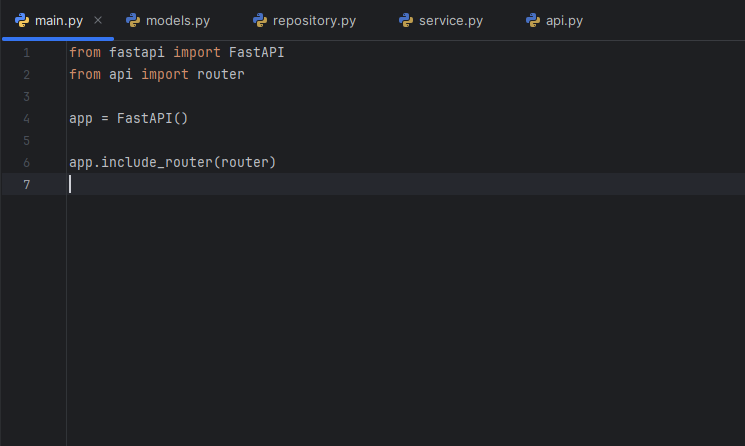 main.py models.py repository.py service.py api.py
1 from fastapi import FastAPI
2 from api import router
3
4 app = FastAPI()
5
6 app.include_router(router)
7